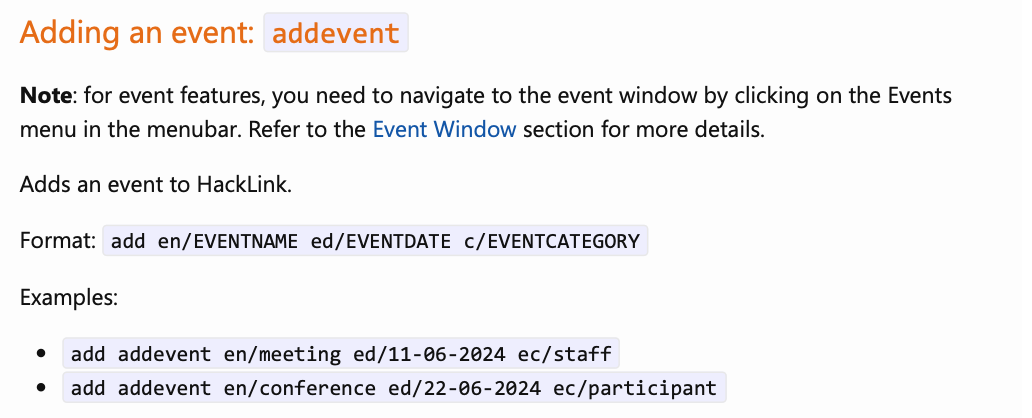 Adding an event: addevent
Note: for event features, you need to navigate to the event window by clicking on the Events
menu in the menubar. Refer to the Event Window section for more details.
Adds an event to HackLink.
Format: add en/EVENTNAME ed/EVENTDATE c/EVENTCATEGORY
Examples:
• add addevent en/meeting ed/11-06-2024 ec/staff
• add addevent en/conference ed/22-06-2024 ec/participant